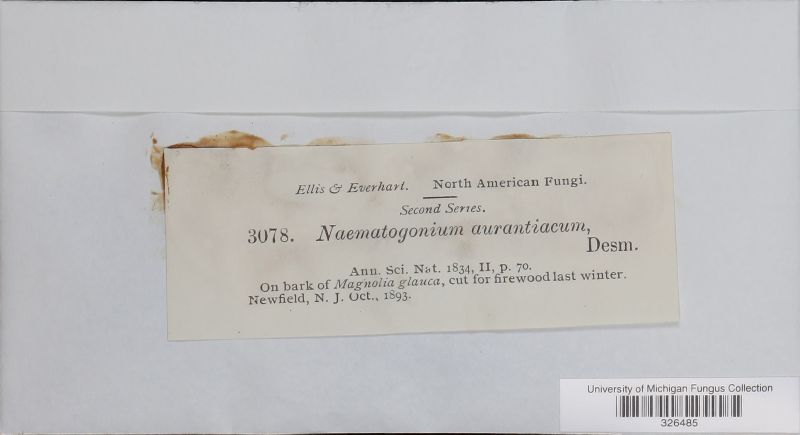 Ellis & Everhart. North American Fungi.
Second Series.
3078. Naematogonium aurantiacum,
Desm.
Ann. Sci. Nat. 1834, II, p. 70.
On bark of Magnolia glauca, cut for firewood last winter.
Newfield, N. J. Oct., 1893.
University of Michigan Fungus Collection
326485